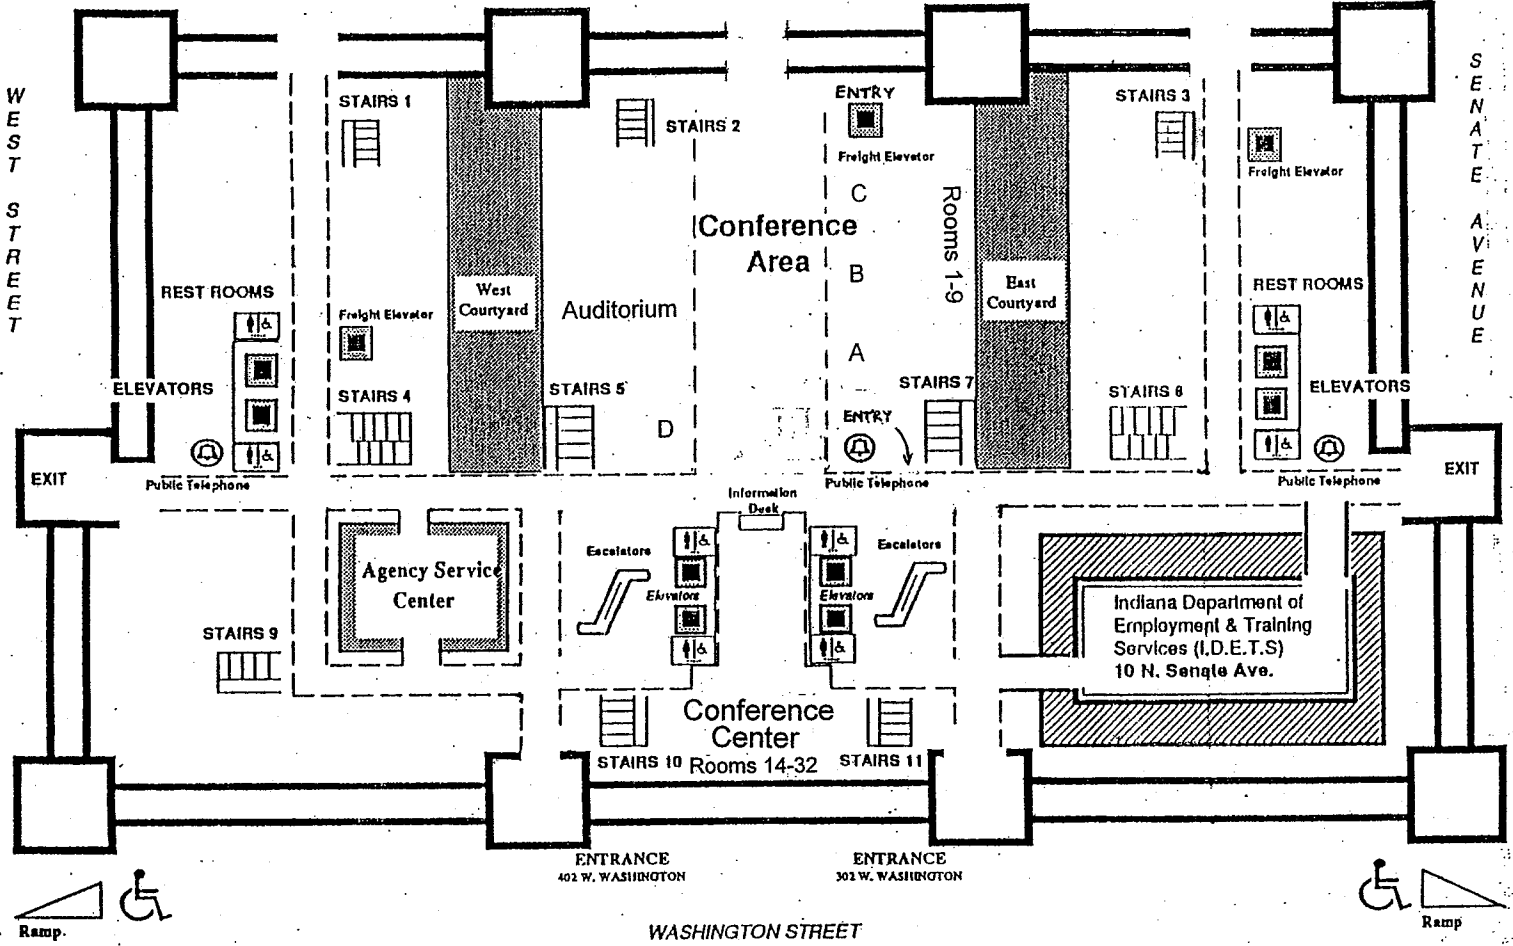 WEST STREET
SENATE AVENUE
STAIRS 1
STAIRS 2
ENTRY
Freight Elevator
STAIRS 3
Freight Elevator
C
Conference
Area
Rooms 1-9
B
A
REST ROOMS
West
Courtyard
Auditorium
East
Courtyard
REST ROOMS
Freight Elevator
ELEVATORS
STAIRS 4
STAIRS 5
STAIRS 7
STAIRS 6
ELEVATORS
D
ENTRY
EXIT
Public Telephone
Public Telephone
Public Telephone
EXIT
Information
Desk
Escalators
Elevators
Elevators
Escalators
Agency Service
Center
Indiana Department of
Employment & Training
Services (I.D.E.T.S)
10 N. Senate Ave.
STAIRS 9
Conference
Center
Rooms 14-32
STAIRS 10
STAIRS 11
ENTRANCE
402 W. WASHINGTON
ENTRANCE
302 W. WASHINGTON
Ramp.
Ramp
WASHINGTON STREET